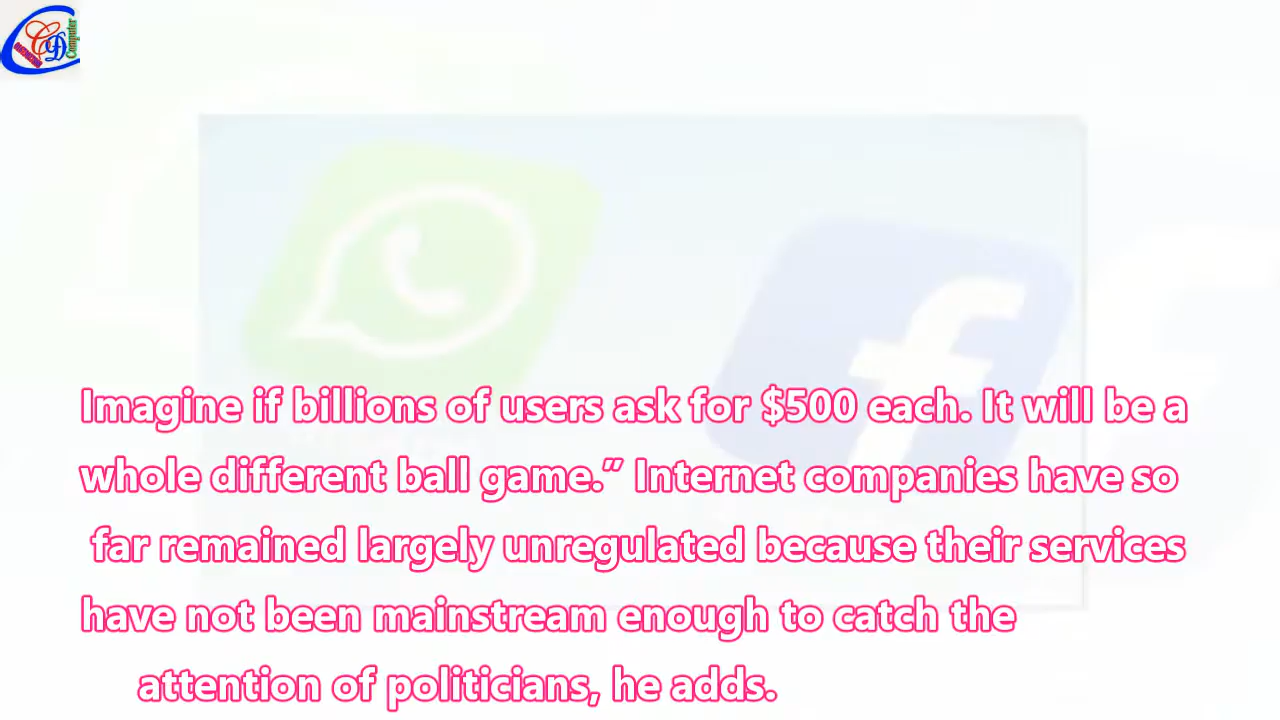 Computer
Imagine if billions of users ask for $500 each. It will be a
whole different ball game.” Internet companies have so
far remained largely unregulated because their services
have not been mainstream enough to catch the
attention of politicians, he adds.